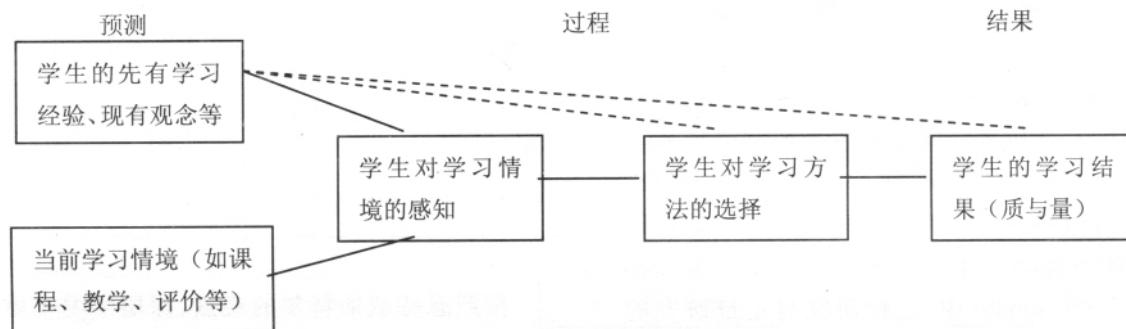 预测
过程
结果
学生的先有学习
经验、现有观念等
学生对学习情
境的感知
学生对学习方
法的选择
学生的学习结
果（质与量）
当前学习情境（如课
程、教学、评价等）